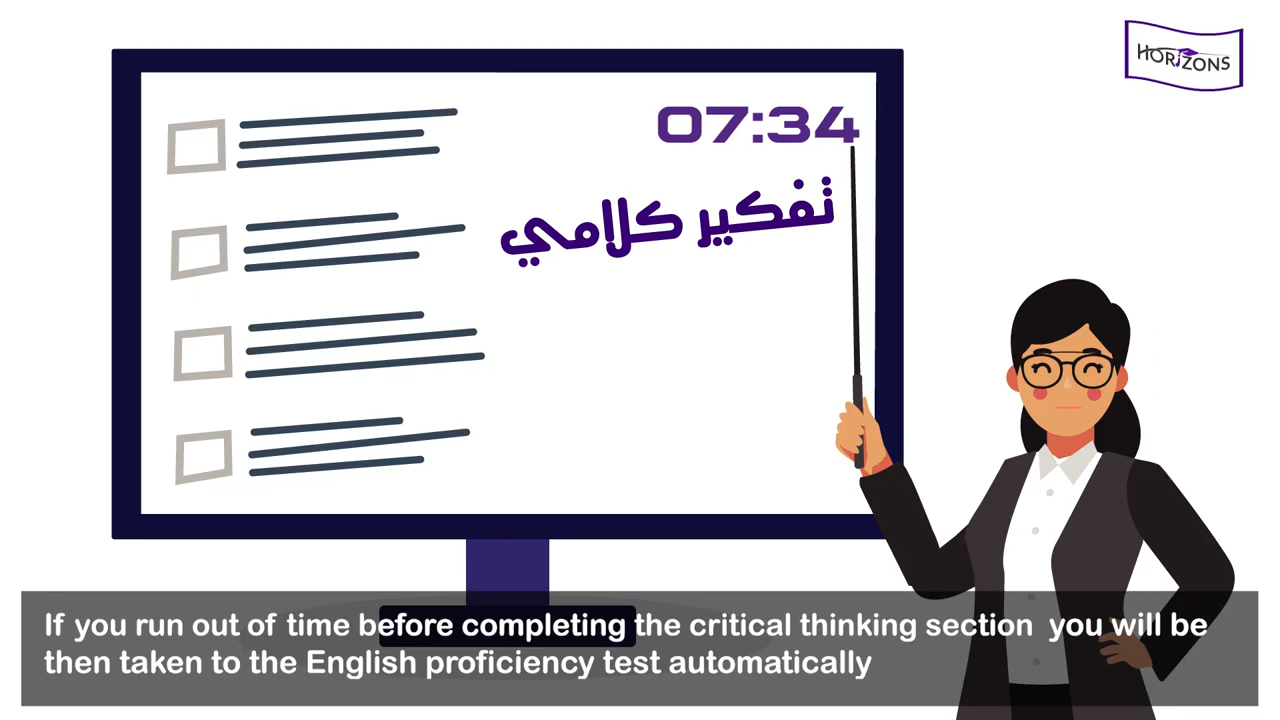 HORIZONS
07:34
تفكير كلامي
If you run out of time before completing the critical thinking section you will be
then taken to the English proficiency test automatically